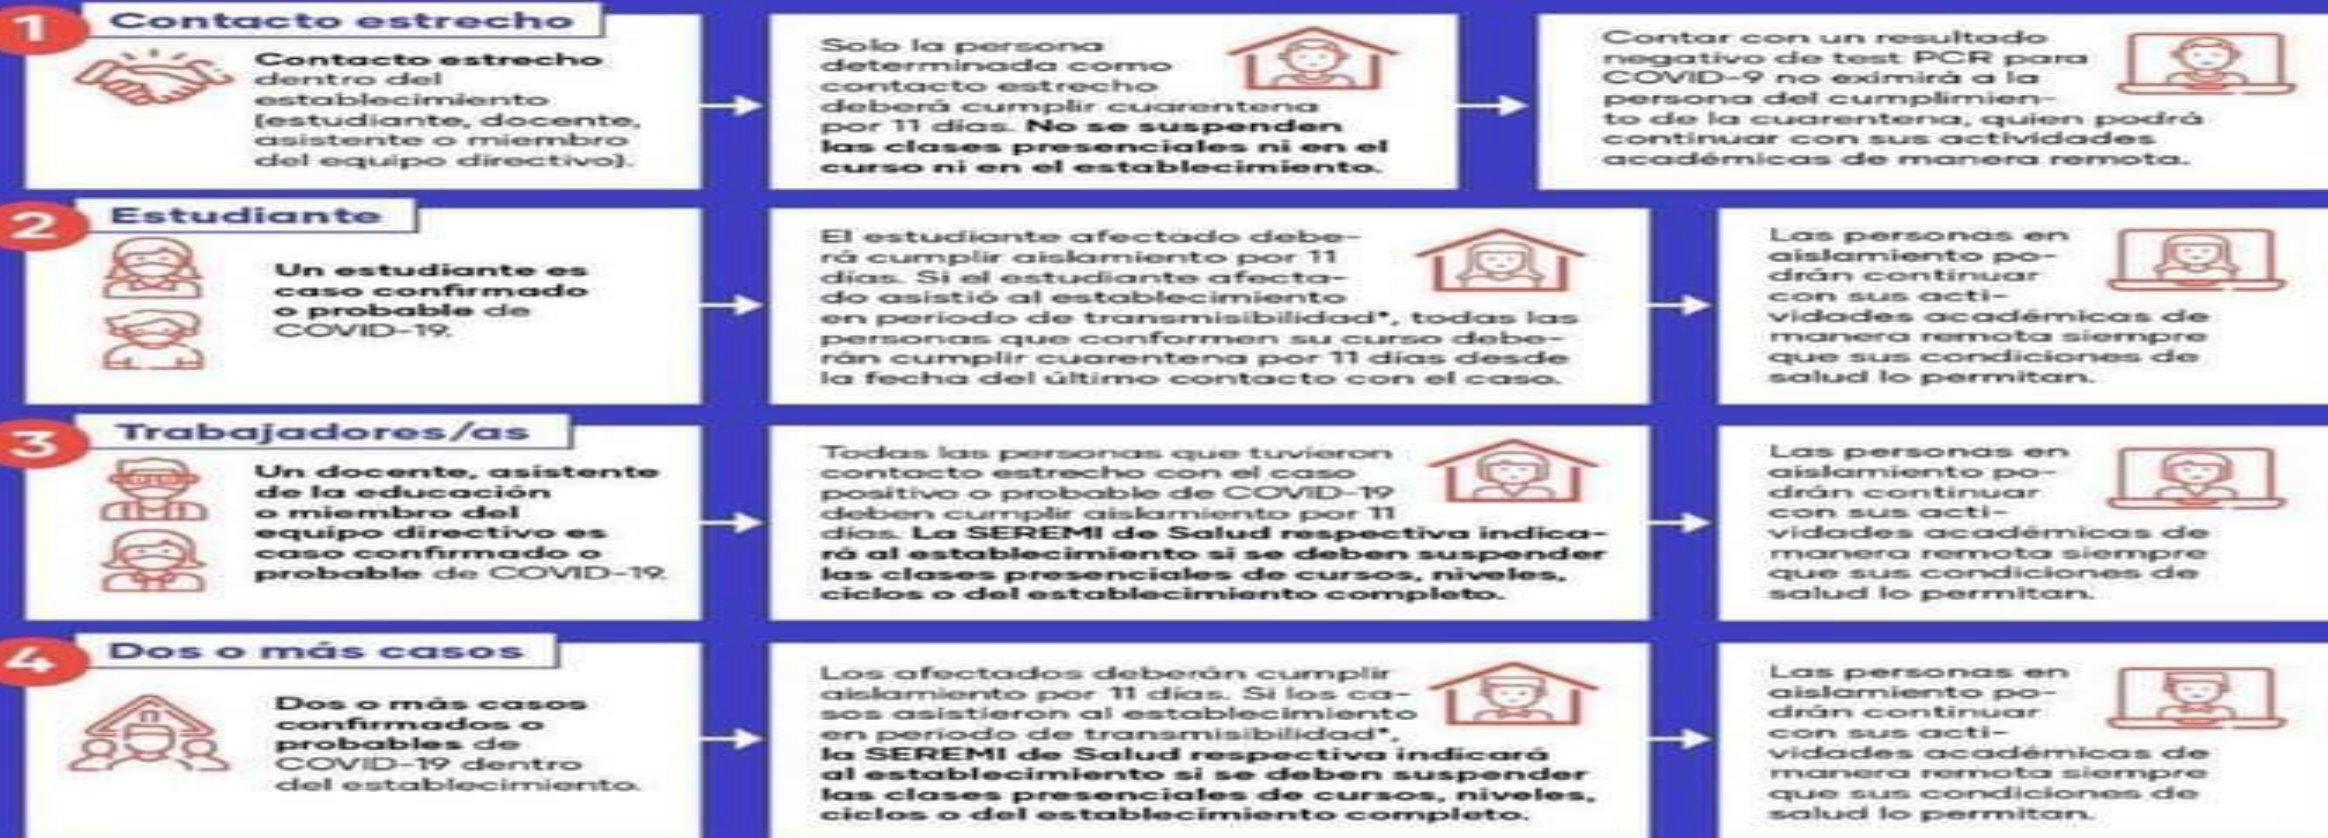 1
Contacto estrecho
Contacto estrecho
dentro del
establecimiento
(estudiante, docente,
asistente o miembro
del equipo directivo).
Solo la persona
determinada como
contacto estrecho
deberá cumplir cuarentena
por 11 días. No se suspenden
las clases presenciales ni en el
curso ni en el establecimiento.
Contar con un resultado
negativo de test PCR para
COVID-9 no eximirá a la
persona del cumplimien-
to de la cuarentena, quien podrá
continuar con sus actividades
académicas de manera remota.
2
Estudiante
Un estudiante es
caso confirmado
o probable de
COVID-19.
El estudiante afectado debe-
rá cumplir aislamiento por 11
días. Si el estudiante afecta-
do asistió al establecimiento
en periodo de transmisibilidad*, todas las
personas que conformen su curso debe-
rán cumplir cuarentena por 11 días desde
la fecha del último contacto con el caso.
Las personas en
aislamiento po-
drán continuar
con sus acti-
vidades académicas de
manera remota siempre
que sus condiciones de
salud lo permitan.
3
Trabajadores/as
Un docente, asistente
de la educación
o miembro del
equipo directivo es
caso confirmado o
probable de COVID-19.
Todas las personas que tuvieron
contacto estrecho con el caso
positivo o probable de COVID-19
deben cumplir aislamiento por 11
días. La SEREMI de Salud respectiva indica-
rá al establecimiento si se deben suspender
las clases presenciales de cursos, niveles,
ciclos o del establecimiento completo.
Las personas en
aislamiento po-
drán continuar
con sus acti-
vidades académicas de
manera remota siempre
que sus condiciones de
salud lo permitan.
4
Dos o más casos
Dos o más casos
confirmados o
probables de
COVID-19 dentro
del establecimiento.
Los afectados deberán cumplir
aislamiento por 11 días. Si los ca-
sos asistieron al establecimiento
en periodo de transmisibilidad*,
la SEREMI de Salud respectiva indicará
al establecimiento si se deben suspender
las clases presenciales de cursos, niveles,
ciclos o del establecimiento completo.
Las personas en
aislamiento po-
drán continuar
con sus acti-
vidades académicas de
manera remota siempre
que sus condiciones de
salud lo permitan.